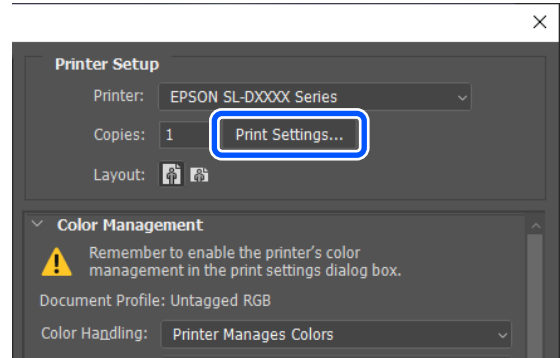 Printer Setup
Printer: EPSON SL-DXXXX Series
Copies: 1 Print Settings...
Layout:
Color Management
Remember to enable the printer's color
management in the print settings dialog box.
Document Profile: Untagged RGB
Color Handling: Printer Manages Colors